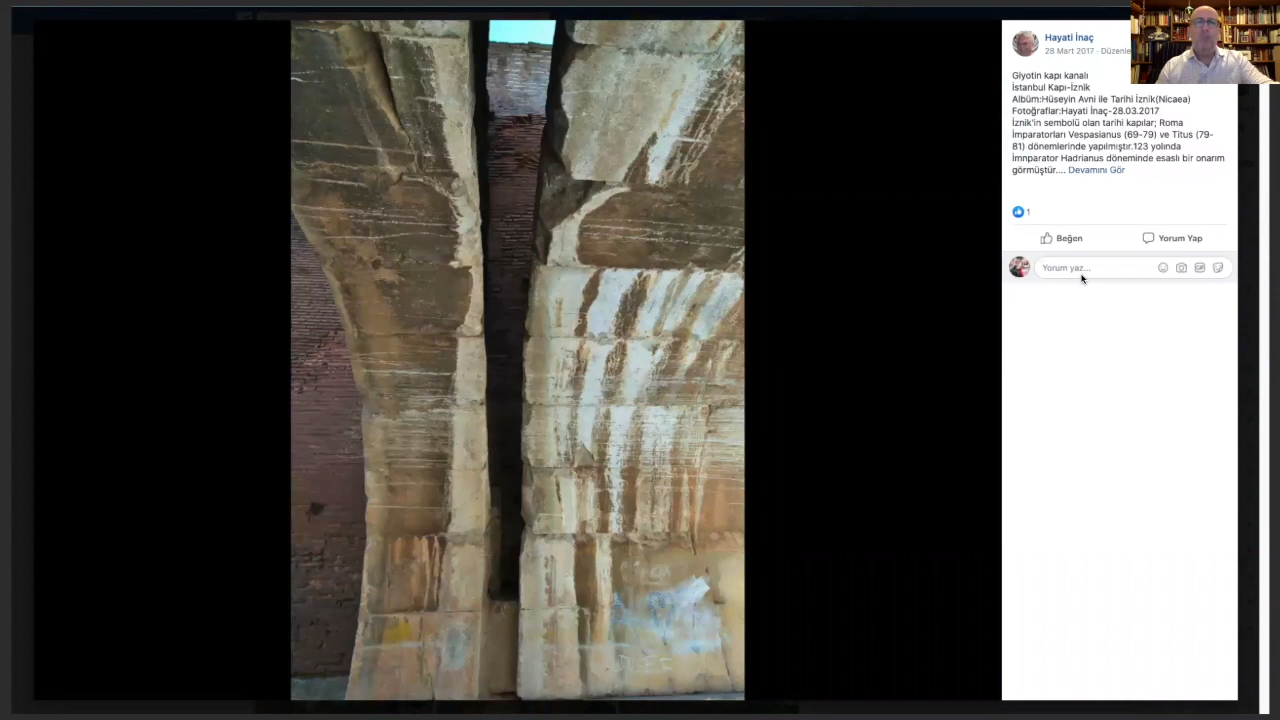 Hayati İnaç
28 Mart 2017 · Düzenle
Giyotin kapı kanalı
İstanbul Kapı-İznik
Albüm:Hüseyin Avni ile Tarihi İznik(Nicaea)
Fotoğraflar:Hayati İnaç-28.03.2017
İznik'in sembolü olan tarihi kapılar; Roma
İmparatorları Vespasianus (69-79) ve Titus (79-
81) dönemlerinde yapılmıştır.123 yolında
İmnparator Hadrianus döneminde esaslı bir onarım
görmüştür.... Devamını Gör
1
Beğen
Yorum Yap
Yorum yaz...